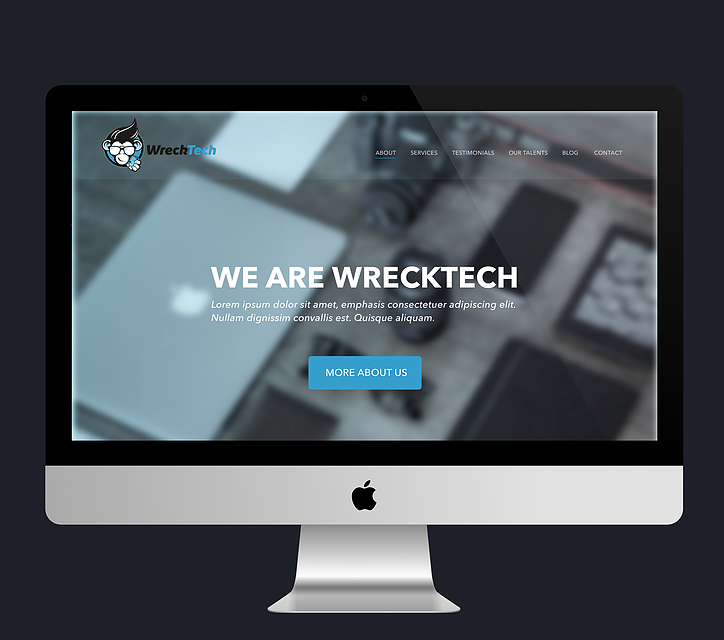 WrechTech
ABOUT SERVICES TESTIMONIALS OUR TALENTS BLOG CONTACT
WE ARE WRECKTECH
Lorem ipsum dolor sit amet, emphasis consectetuer adipiscing elit.
Nullam dignissim convallis est. Quisque aliquam.
MORE ABOUT US